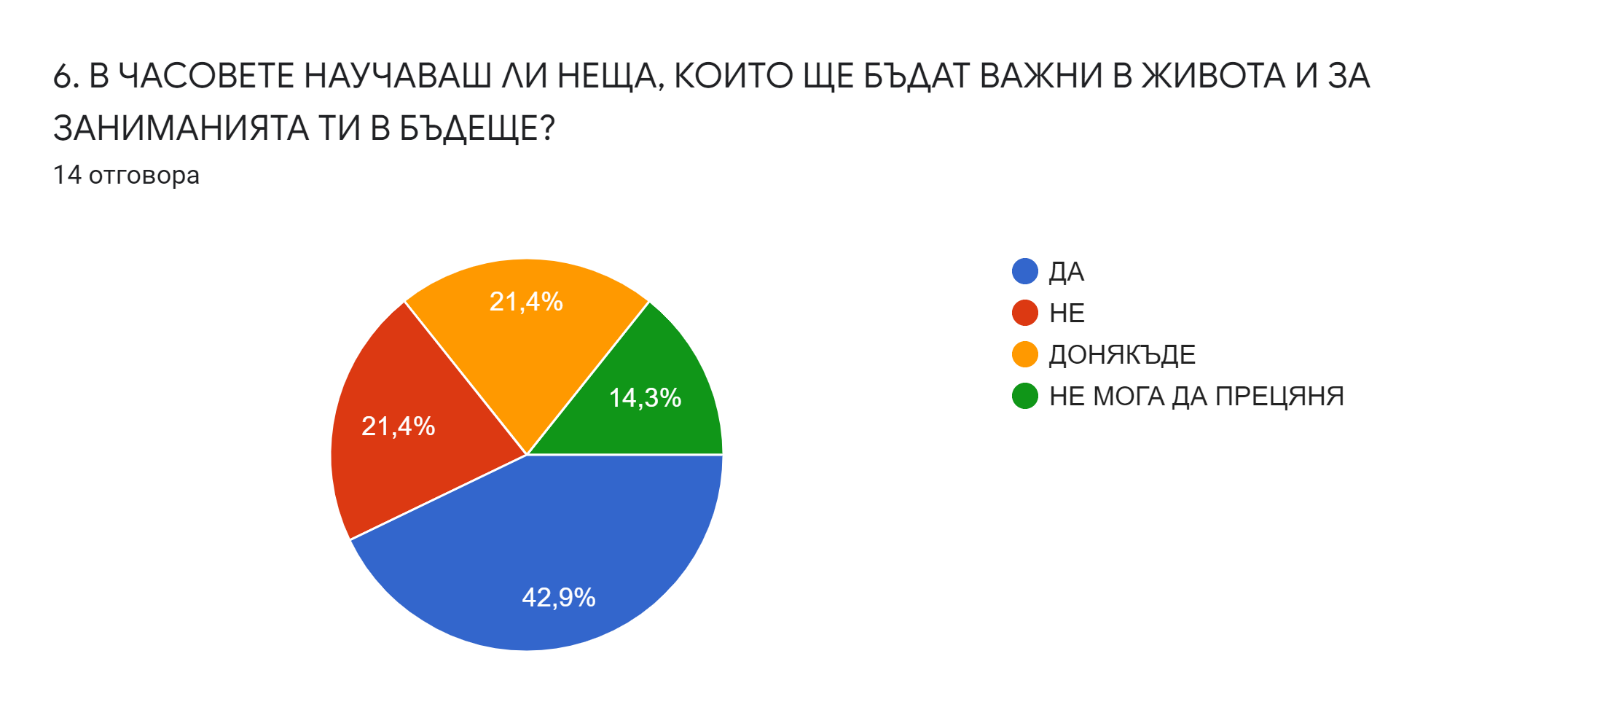 6. В ЧАСОВЕТЕ НАУЧАВАШ ЛИ НЕЩА, КОИТО ЩЕ БЪДАТ ВАЖНИ В ЖИВОТА И ЗА
ЗАНИМАНИЯТА ТИ В БЪДЕЩЕ?
14 отговора
21,4%
14,3%
21,4%
42,9%
ДА
НЕ
ДОНЯКЪДЕ
НЕ МОГА ДА ПРЕЦЯНЯ